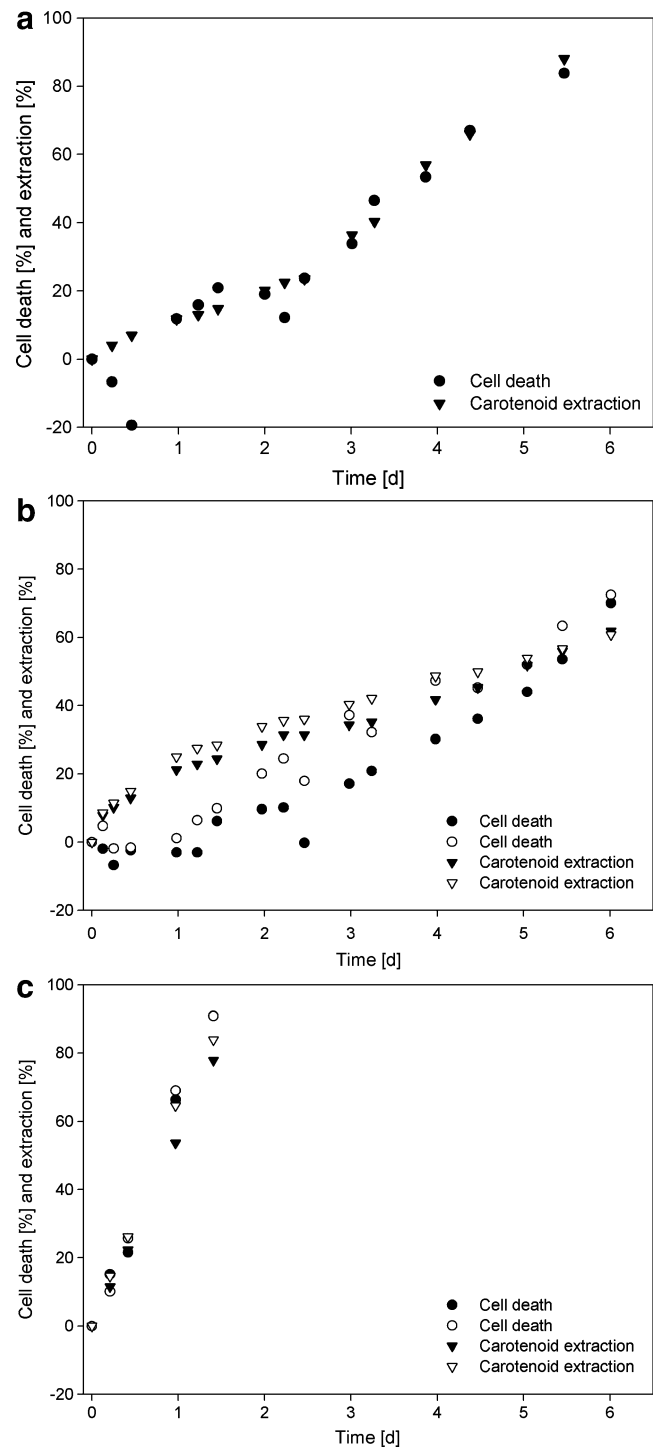 a
100
80
60
40
20
0
-20
Cell death [%] and extraction [%]
Cell death
Carotenoid extraction
0 1 2 3 4 5 6
Time [d]
b
100
80
60
40
20
0
-20
Cell death [%] and extraction [%]
Cell death
Cell death
Carotenoid extraction
Carotenoid extraction
0 1 2 3 4 5 6
Time [d]
c
100
80
60
40
20
0
-20
Cell death [%] and extraction [%]
Cell death
Cell death
Carotenoid extraction
Carotenoid extraction
0 1 2 3 4 5 6
Time [d]